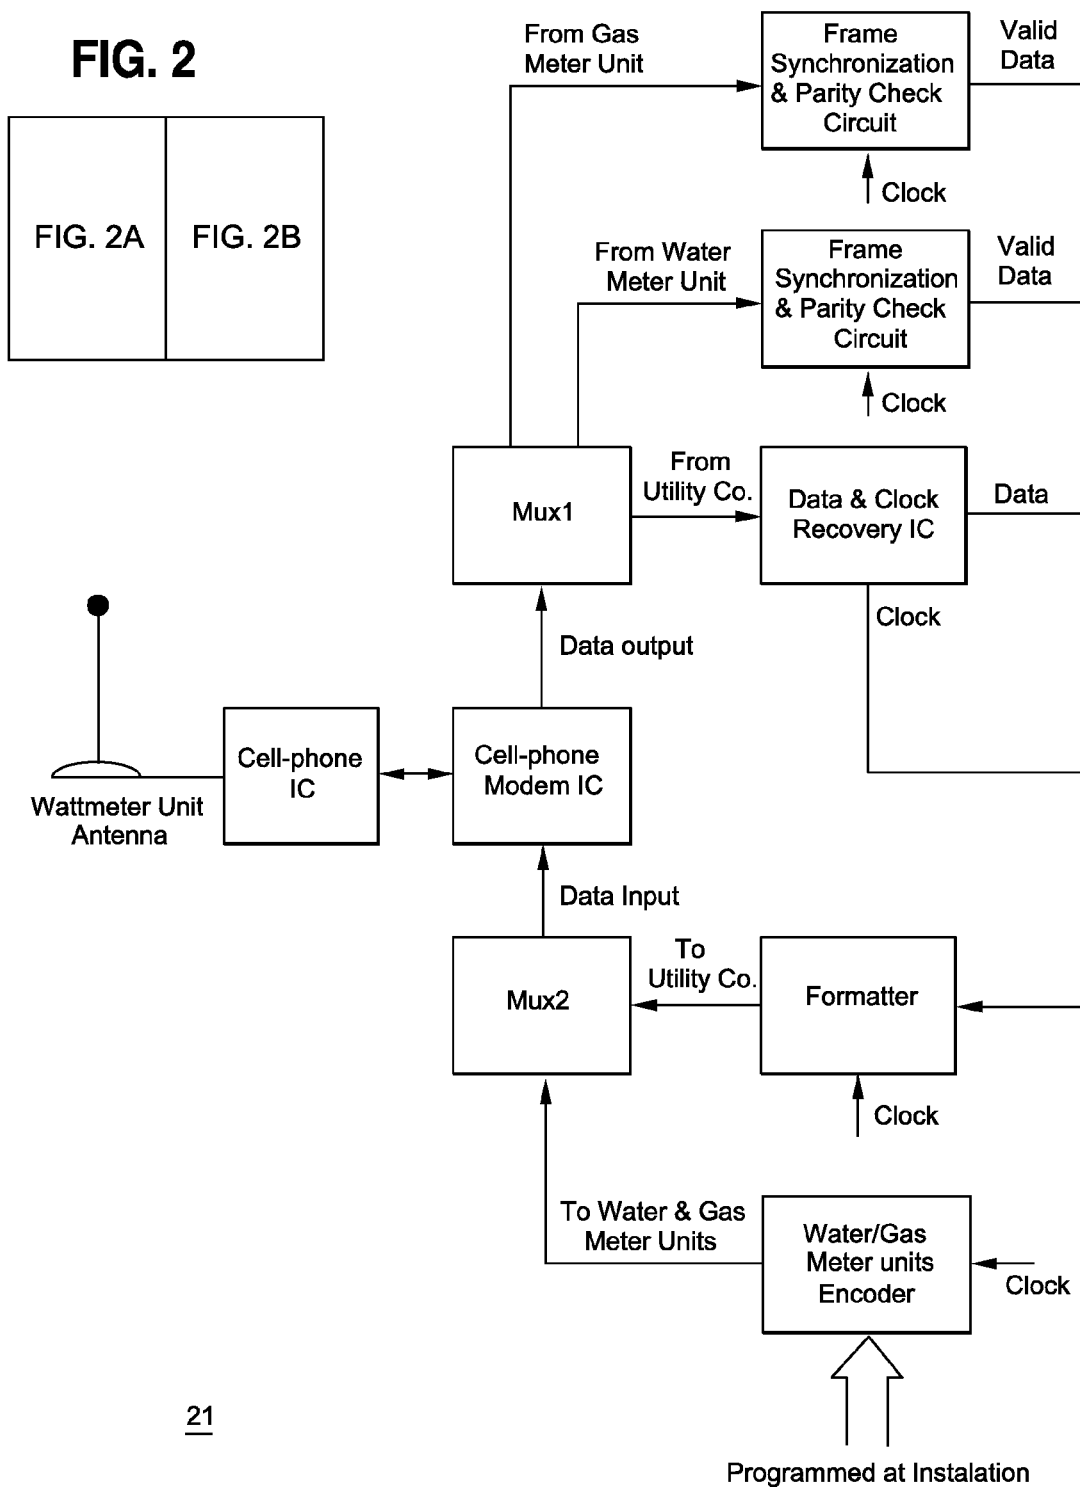 FIG. 2
FIG. 2A
FIG. 2B
From Gas
Meter Unit
Frame
Synchronization
& Parity Check
Circuit
Valid
Data
Clock
From Water
Meter Unit
Frame
Synchronization
& Parity Check
Circuit
Valid
Data
Clock
Mux1
From
Utility Co.
Data & Clock
Recovery IC
Data
Clock
Data output
Wattmeter Unit
Antenna
Cell-phone
IC
Cell-phone
Modem IC
Data Input
Mux2
To
Utility Co.
Formatter
Clock
To Water & Gas
Meter Units
Water/Gas
Meter units
Encoder
Clock
Programmed at Instalation
21